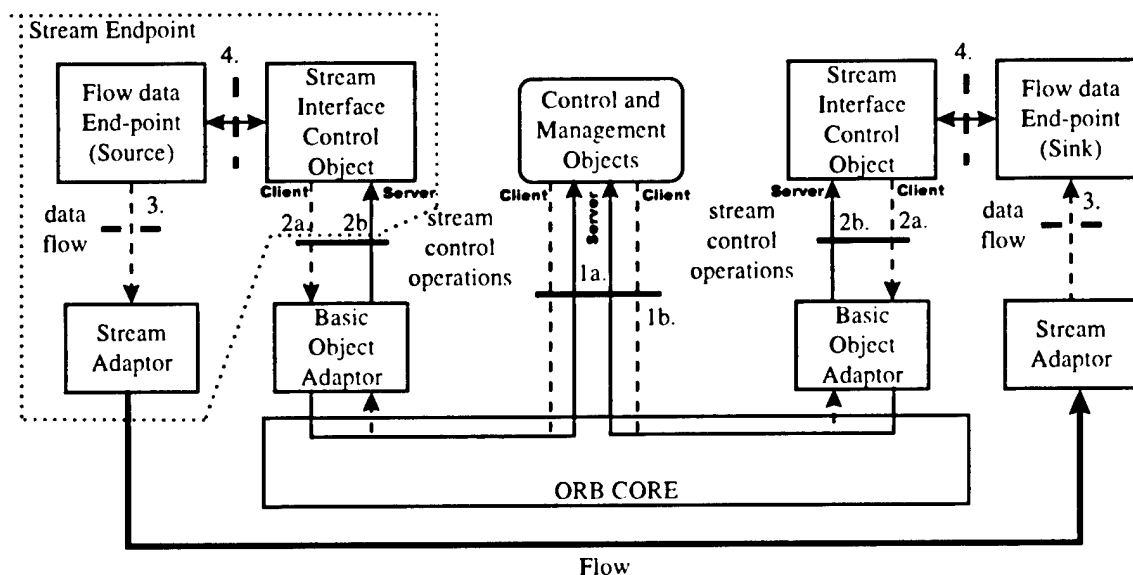 Stream Endpoint
4.
Flow data
End-point
(Source)
Stream
Interface
Control
Object
Control and
Management
Objects
Stream
Interface
Control
Object
4.
Flow data
End-point
(Sink)
Client
Server
Client
Server
Client
Server
Client
data
flow
3.
2a.
2b.
stream
control
operations
1a.
1b.
stream
control
operations
2b.
2a.
data
flow
3.
Stream
Adaptor
Basic
Object
Adaptor
Basic
Object
Adaptor
Stream
Adaptor
ORB CORE
Flow